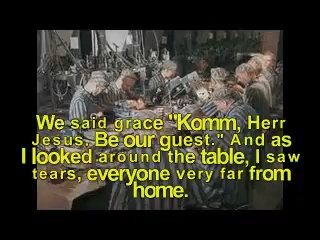 We said grace "Komm, Herr
Jesus, Be our guest." And as
I looked around the table, I saw
tears, everyone very far from
home.